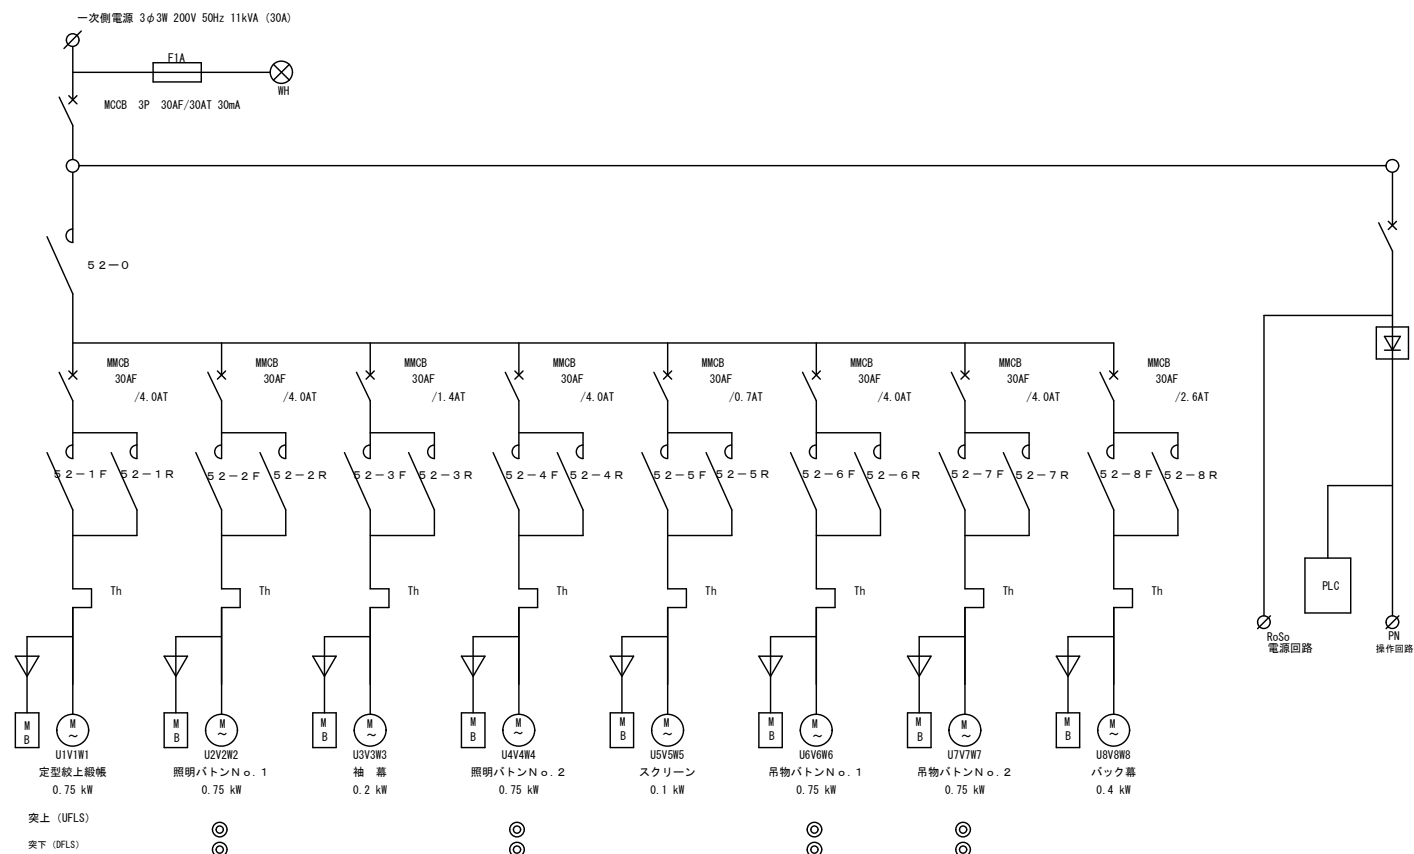 一次側電源 3φ3W 200V 50Hz 11kVA (30A)
F1A
WH
MCCB 3P 30AF/30AT 30mA
52-0
MMCB MMCB MMCB MMCB MMCB MMCB MMCB MMCB
30AF 30AF 30AF 30AF 30AF 30AF 30AF 30AF
/4.0AT /4.0AT /1.4AT /4.0AT /0.7AT /4.0AT /4.0AT /2.6AT
52-1F 52-1R 52-2F 52-2R 52-3F 52-3R 52-4F 52-4R 52-5F 52-5R 52-6F 52-6R 52-7F 52-7R 52-8F 52-8R
Th Th Th Th Th Th Th Th
PLC
RoSo
電源回路
PN
操作回路
M M M M M M M M M M M M M M M M
B ~ B ~ B ~ B ~ B ~ B ~ B ~ B ~
U1V1W1 U2V2W2 U3V3W3 U4V4W4 U5V5W5 U6V6W6 U7V7W7 U8V8W8
定型絞上緞帳 照明バトンNo.1 袖 幕 照明バトンNo.2 スクリーン 吊物バトンNo.1 吊物バトンNo.2 バック幕
0.75 kW 0.75 kW 0.2 kW 0.75 kW 0.1 kW 0.75 kW 0.75 kW 0.4 kW
突上 (UFLS)
突下 (DFLS)